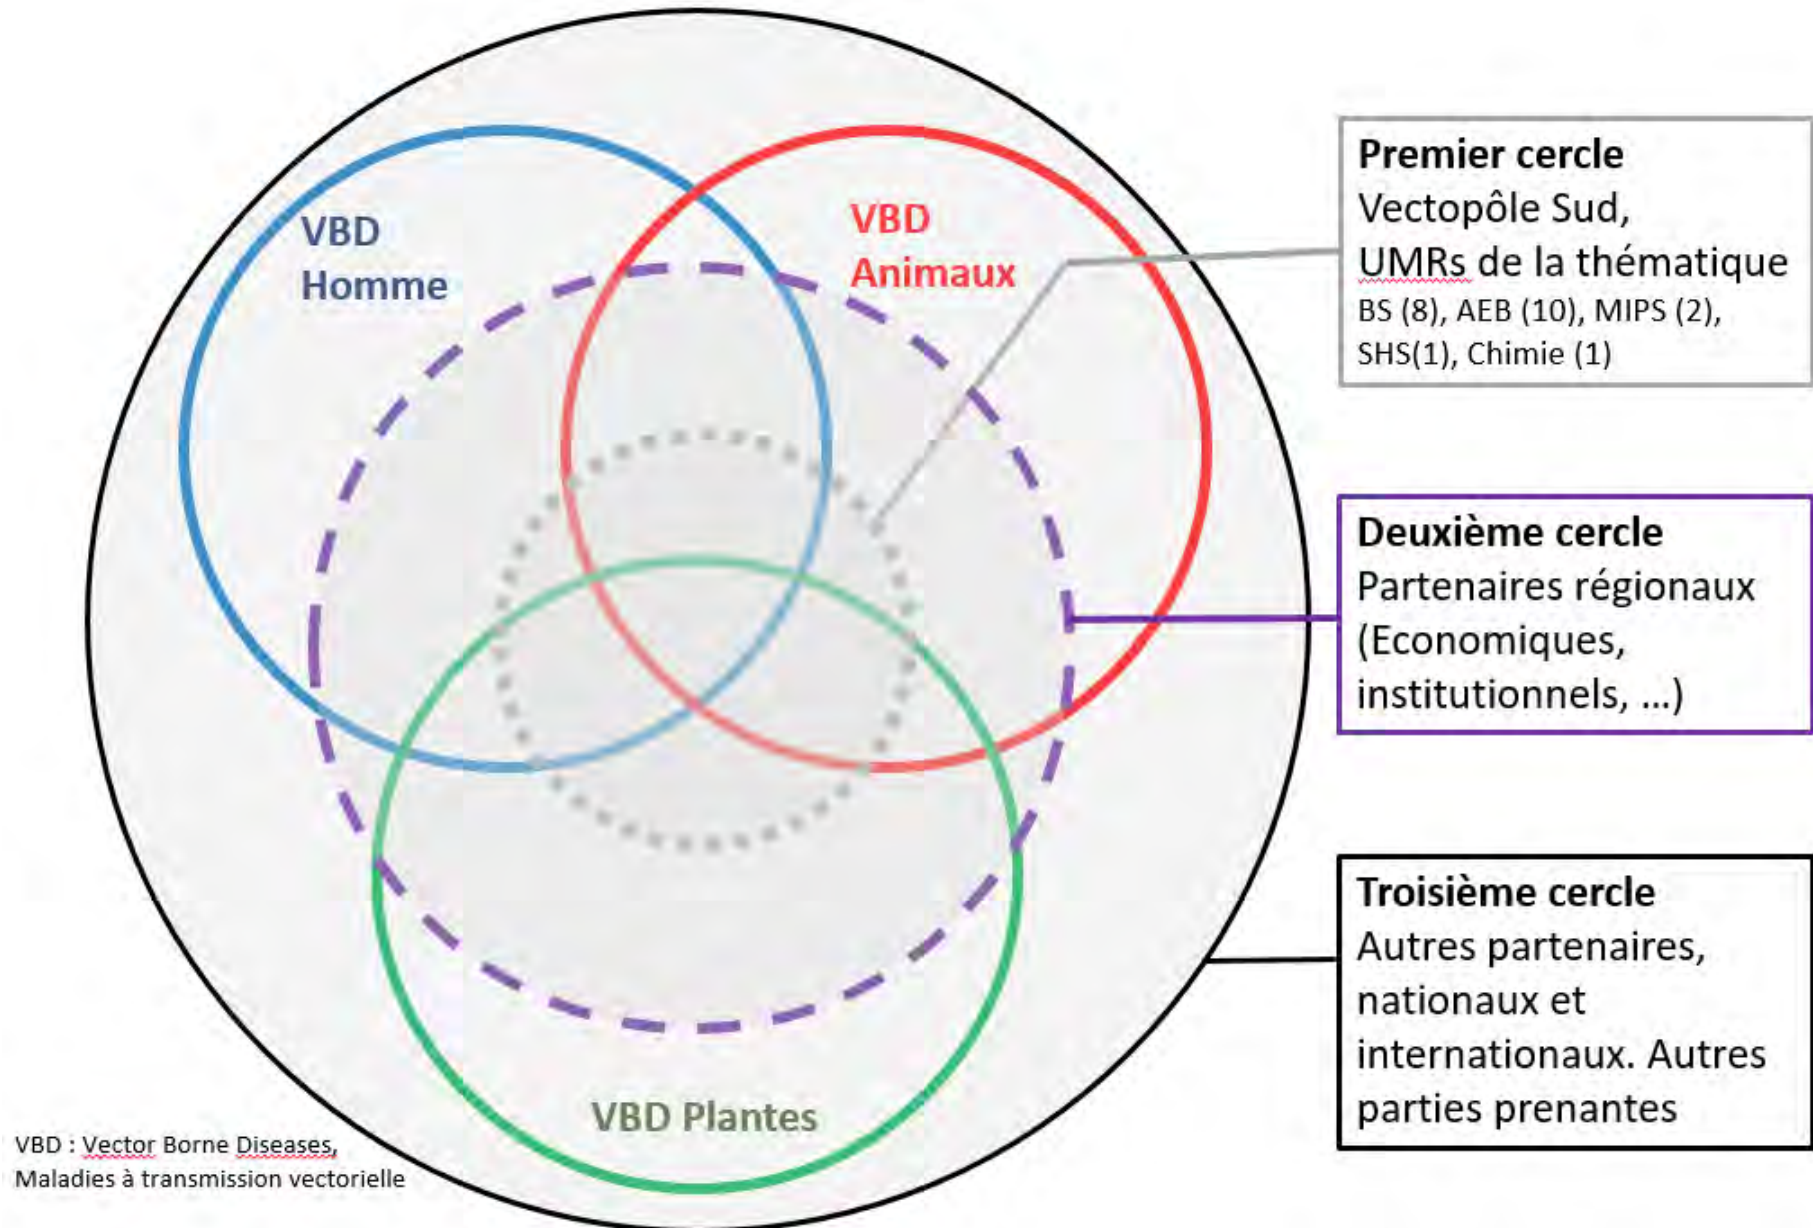 VBD
Homme
VBD
Animaux
VBD Plantes
VBD : Vector Borne Diseases,
Maladies à transmission vectorielle
Premier cercle
Vectopôle Sud,
UMRs de la thématique
BS (8), AEB (10), MIPS (2),
SHS(1), Chimie (1)
Deuxième cercle
Partenaires régionaux
(Economiques,
institutionnels, ...)
Troisième cercle
Autres partenaires,
nationaux et
internationaux. Autres
parties prenantes